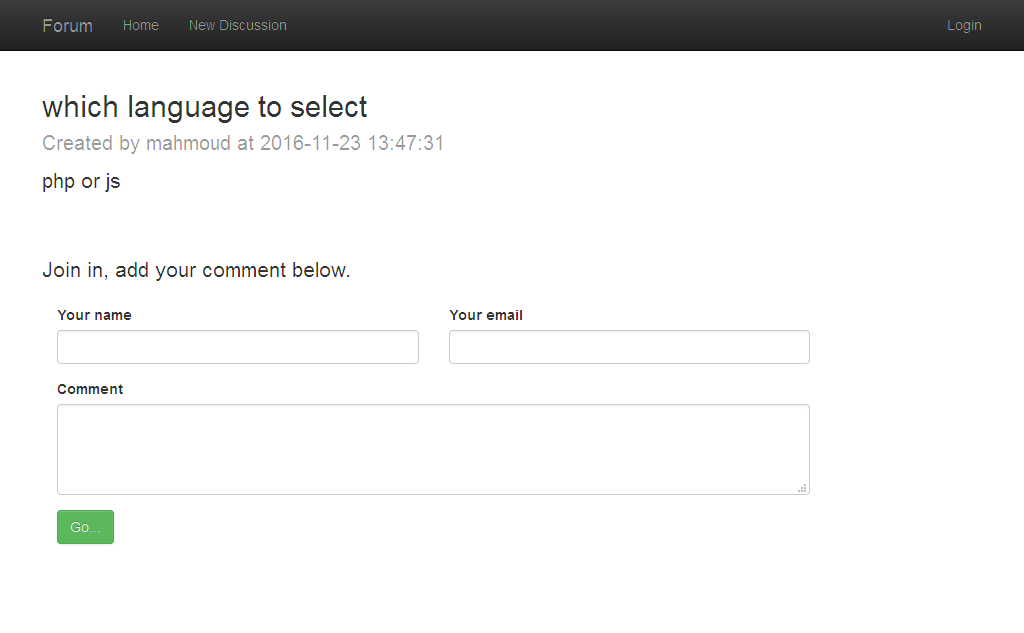 Forum Home New Discussion Login
which language to select
Created by mahmoud at 2016-11-23 13:47:31
php or js
Join in, add your comment below.
Your name Your email
Comment
Go...